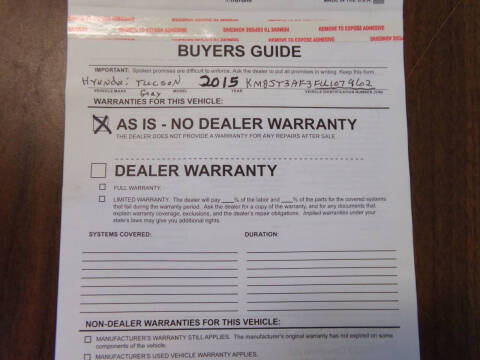 MADE IN THE U.S.A.
REMOVE TO EXPOSE ADHESIVE
REMOVE TO EXPOSE ADHESIVE
BUYERS GUIDE
IMPORTANT: Spoken promises are difficult to enforce. Ask the dealer to put all promises in writing. Keep this form.
Hyundai TUCSON 2015 KM8JT3AF3FU107962
VEHICLE MAKE Gray MODEL YEAR VEHICLE IDENTIFICATION NUMBER (VIN)
WARRANTIES FOR THIS VEHICLE:
X AS IS - NO DEALER WARRANTY
THE DEALER DOES NOT PROVIDE A WARRANTY FOR ANY REPAIRS AFTER SALE.
DEALER WARRANTY
FULL WARRANTY.
LIMITED WARRANTY. The dealer will pay ___% of the labor and ___% of the parts for the covered systems
that fail during the warranty period. Ask the dealer for a copy of the warranty, and for any documents that
explain warranty coverage, exclusions, and the dealer's repair obligations. Implied warranties under your
state's laws may give you additional rights.
SYSTEMS COVERED: DURATION:
NON-DEALER WARRANTIES FOR THIS VEHICLE:
MANUFACTURER'S WARRANTY STILL APPLIES. The manufacturer's original warranty has not expired on some
components of the vehicle.
MANUFACTURER'S USED VEHICLE WARRANTY APPLIES.